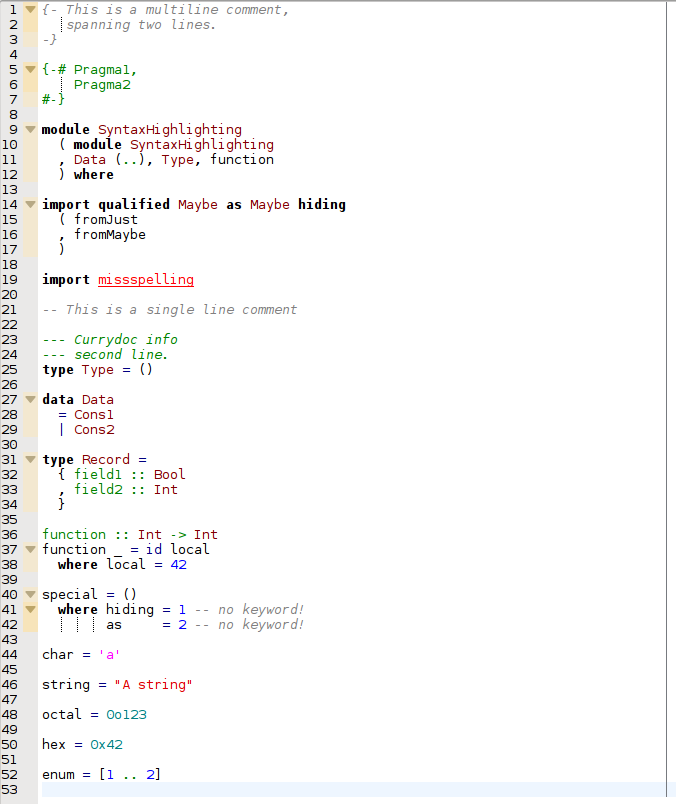 1 {- This is a multiline comment,
2 spanning two lines.
3 -}
4
5 {-# Pragma1,
6 Pragma2
7 #-}
8
9 module SyntaxHighlighting
10 ( module SyntaxHighlighting
11 , Data (..), Type, function
12 ) where
13
14 import qualified Maybe as Maybe hiding
15 ( fromJust
16 , fromMaybe
17 )
18
19 import missspelling
20
21 -- This is a single line comment
22
23 --- Currydoc info
24 --- second line.
25 type Type = ()
26
27 data Data
28 = Cons1
29 | Cons2
30
31 type Record =
32 { field1 :: Bool
33 , field2 :: Int
34 }
35
36 function :: Int -> Int
37 function _ = id local
38 where local = 42
39
40 special = ()
41 where hiding = 1 -- no keyword!
42 as = 2 -- no keyword!
43
44 char = 'a'
45
46 string = "A string"
47
48 octal = 0o123
49
50 hex = 0x42
51
52 enum = [1 .. 2]
53